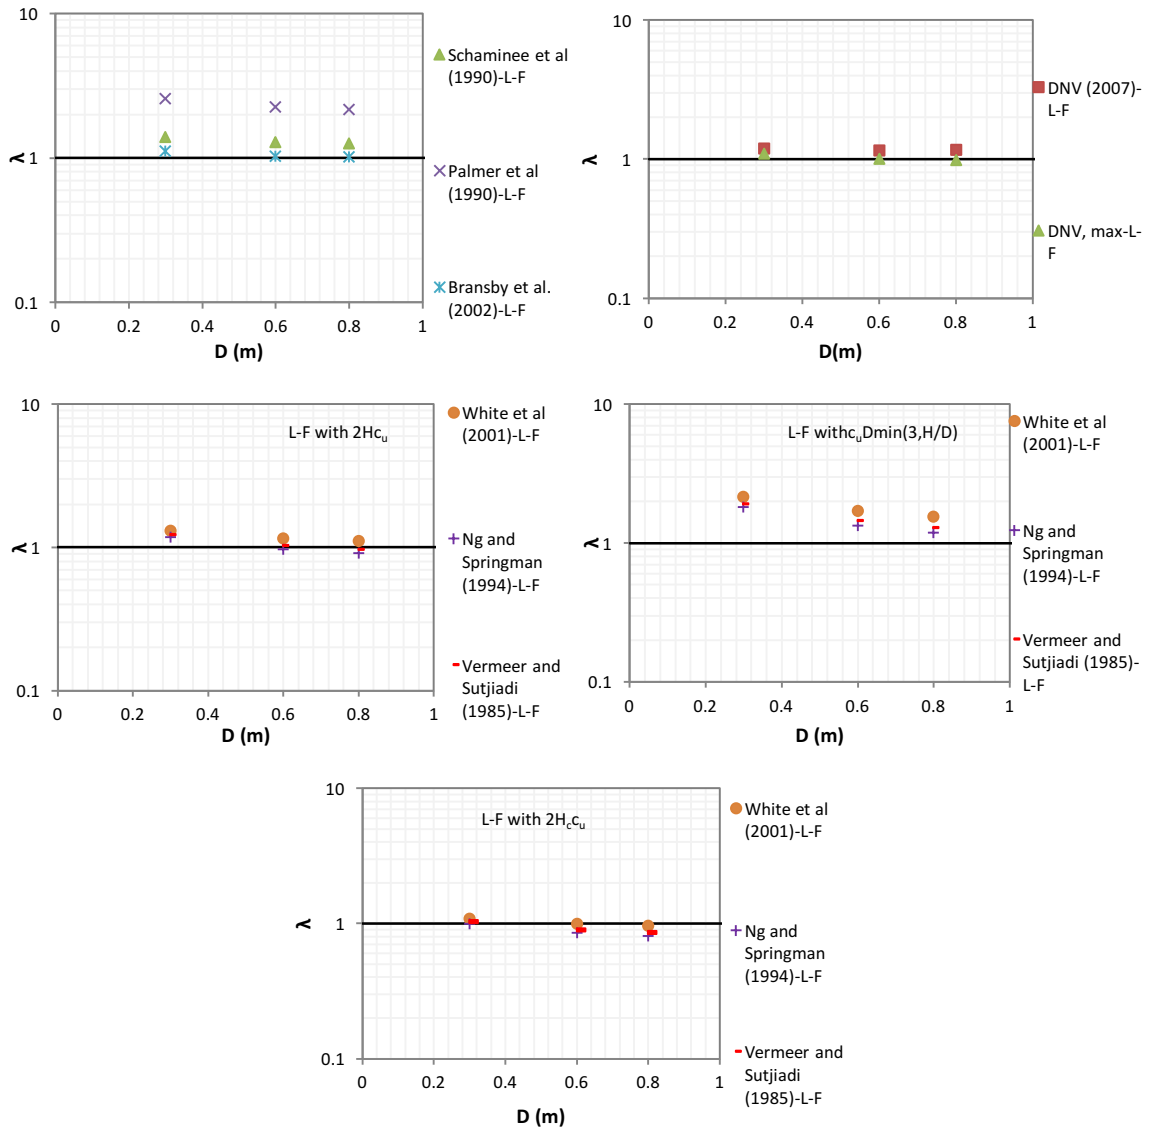 10
1
0.1
λ
0 0.2 0.4 0.6 0.8 1
D (m)
Schaminee et al
(1990)-L-F
Palmer et al
(1990)-L-F
Bransby et al.
(2002)-L-F
10
1
0.1
λ
0 0.2 0.4 0.6 0.8 1
D(m)
DNV (2007)-
L-F
DNV, max-L-
F
10
1
0.1
λ
L-F with 2Hcu
0 0.2 0.4 0.6 0.8 1
D (m)
White et al
(2001)-L-F
Ng and
Springman
(1994)-L-F
Vermeer and
Sutjiadi
(1985)-L-F
10
1
0.1
λ
L-F withcuDmin(3,H/D)
0 0.2 0.4 0.6 0.8 1
D (m)
White et al
(2001)-L-F
Ng and
Springman
(1994)-L-F
Vermeer and
Sutjiadi (1985)-
L-F
10
1
0.1
λ
L-F with 2Hccu
0 0.2 0.4 0.6 0.8 1
D (m)
White et al
(2001)-L-F
Ng and
Springman
(1994)-L-F
Vermeer and
Sutjiadi
(1985)-L-F